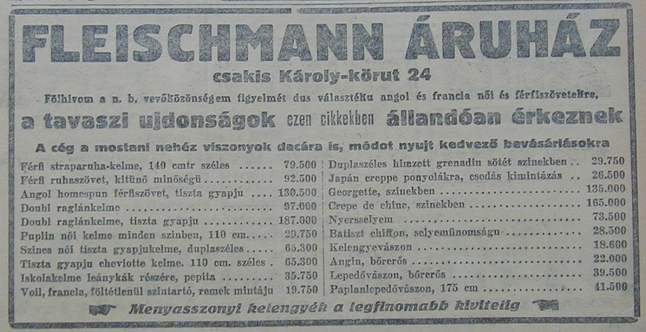 FLEISCHMANN ÁRUHÁZ
csakis Károly-körut 24
Fölhivom a n. b. vevőközönségem figyelmét dus választéku angol és francia női és férfiszöveteire,
a tavaszi ujdonságok ezen cikkekben állandóan érkeznek
A cég a mostani nehéz viszonyok dacára is, módot nyujt kedvező bevásárlásokra
Férfi straparuha-kelme, 140 cmtr széles ...... 79.500
Férfi ruhaszövet, kitünő minőségü ...... 92.500
Angol homespun férfiszövet, tiszta gyapju .... 130.500
Doubl raglánkelme ...... 97.000
Doubl raglánkelme, tiszta gyapju ...... 187.000
Puplin női kelme minden szinben, 110 cm.... 29.750
Szines női tiszta gyapjukelme, duplaszéles.. 65.300
Tiszta gyapju cheviotte kelme. 110 cm. széles . 65.300
Iskolakelme leánykák részére, pepita ...... 35.750
Voil, francia, föltétlenül szintartó, remek mintáju 19.750
Duplaszéles himzett grenadin sötét szinekben .. 29.750
Japán creppe ponyolákra, csodás kimintázás .. 26.500
Georgette, szinekben ...... 135.000
Crepe de chine, szinekben ...... 165.000
Nyersselyem ...... 73.500
Batiszt chiffon, selyemfinomságu ...... 28.500
Kelengyevászon ...... 18.600
Angin, bőrerős ...... 22.000
Lepedővászon, bőrerős ...... 39.500
Paplanlepedővászon, 175 cm ...... 41.500
Menyasszonyi kelengyék a legfinomabb kivitelig